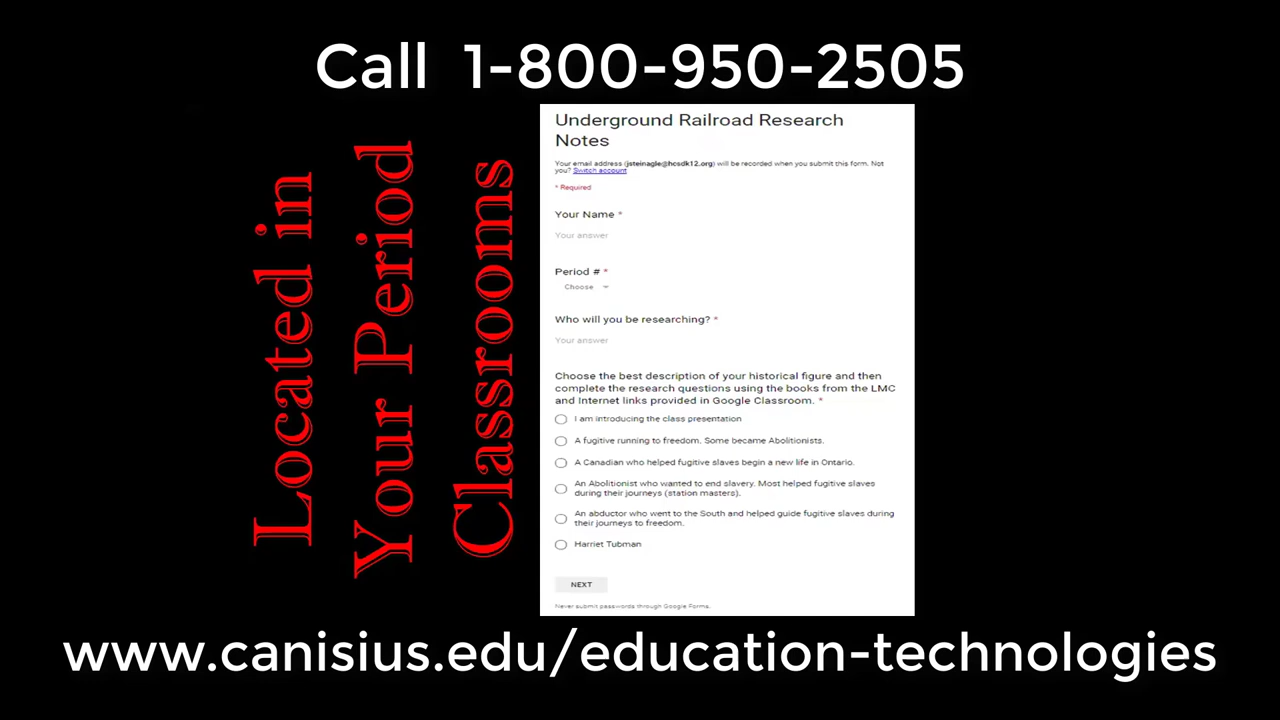 Call 1-800-950-2505
Located in
Your Period
Classrooms
Underground Railroad Research
Notes
Your email address (jsteinagle@hcsdk12.org) will be recorded when you submit this form. Not
you? Switch account
* Required
Your Name *
Your answer
Period # *
Choose
Who will you be researching? *
Your answer
Choose the best description of your historical figure and then
complete the research questions using the books from the LMC
and Internet links provided in Google Classroom. *
I am introducing the class presentation
A fugitive running to freedom. Some became Abolitionists.
A Canadian who helped fugitive slaves begin a new life in Ontario.
An Abolitionist who wanted to end slavery. Most helped fugitive slaves
during their journeys (station masters).
An abductor who went to the South and helped guide fugitive slaves during
their journeys to freedom.
Harriet Tubman
NEXT
Never submit passwords through Google Forms.
www.canisius.edu/education-technologies